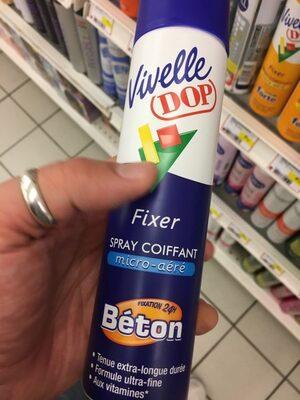 Vivelle
DOP
Fixer
SPRAY COIFFANT
micro-aéré
FIXATION 24H
Béton
• Tenue extra-longue durée
• Formule ultra-fine
• Aux vitamines*